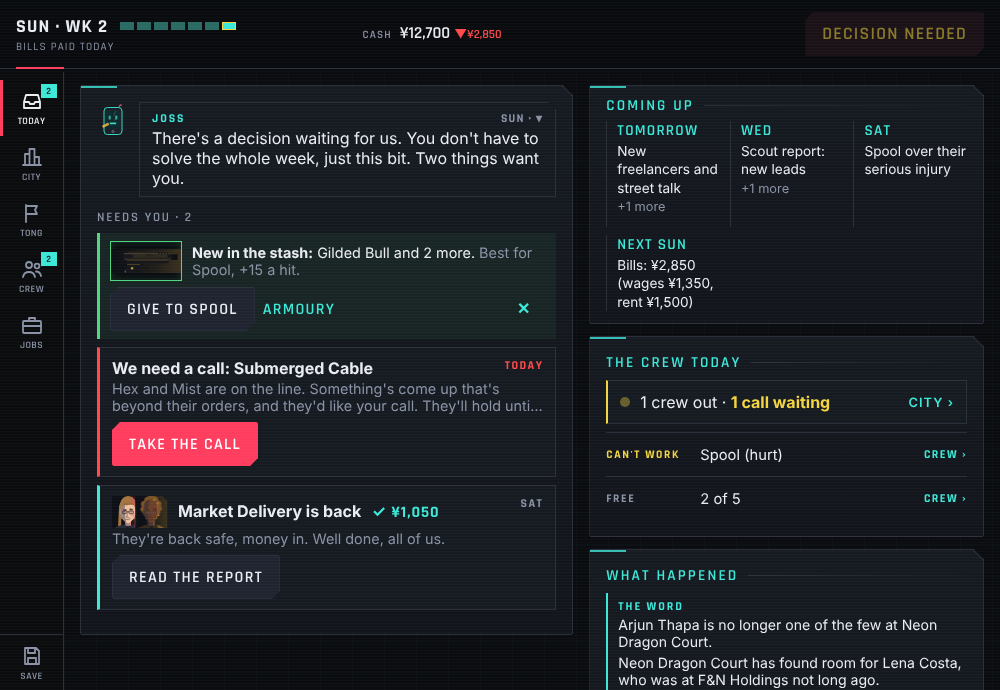 SUN · WK 2
BILLS PAID TODAY
CASH ¥12,700 ▼¥2,850
DECISION NEEDED
2
TODAY
CITY
TONG
2
CREW
JOBS
SAVE
JOSS
SUN · ▼
There's a decision waiting for us. You don't have to
solve the whole week, just this bit. Two things want
you.
NEEDS YOU · 2
New in the stash: Gilded Bull and 2 more. Best for
Spool, +15 a hit.
GIVE TO SPOOL
ARMOURY
✕
We need a call: Submerged Cable
TODAY
Hex and Mist are on the line. Something's come up that's
beyond their orders, and they'd like your call. They'll hold unti...
TAKE THE CALL
Market Delivery is back ✓ ¥1,050
SAT
They're back safe, money in. Well done, all of us.
READ THE REPORT
COMING UP
TOMORROW
New
freelancers and
street talk
+1 more
WED
Scout report:
new leads
+1 more
SAT
Spool over their
serious injury
NEXT SUN
Bills: ¥2,850
(wages ¥1,350,
rent ¥1,500)
THE CREW TODAY
1 crew out · 1 call waiting
CITY ›
CAN'T WORK Spool (hurt) CREW ›
FREE 2 of 5 CREW ›
WHAT HAPPENED
THE WORD
Arjun Thapa is no longer one of the few at Neon
Dragon Court.
Neon Dragon Court has found room for Lena Costa,
who was at F&N Holdings not long ago.